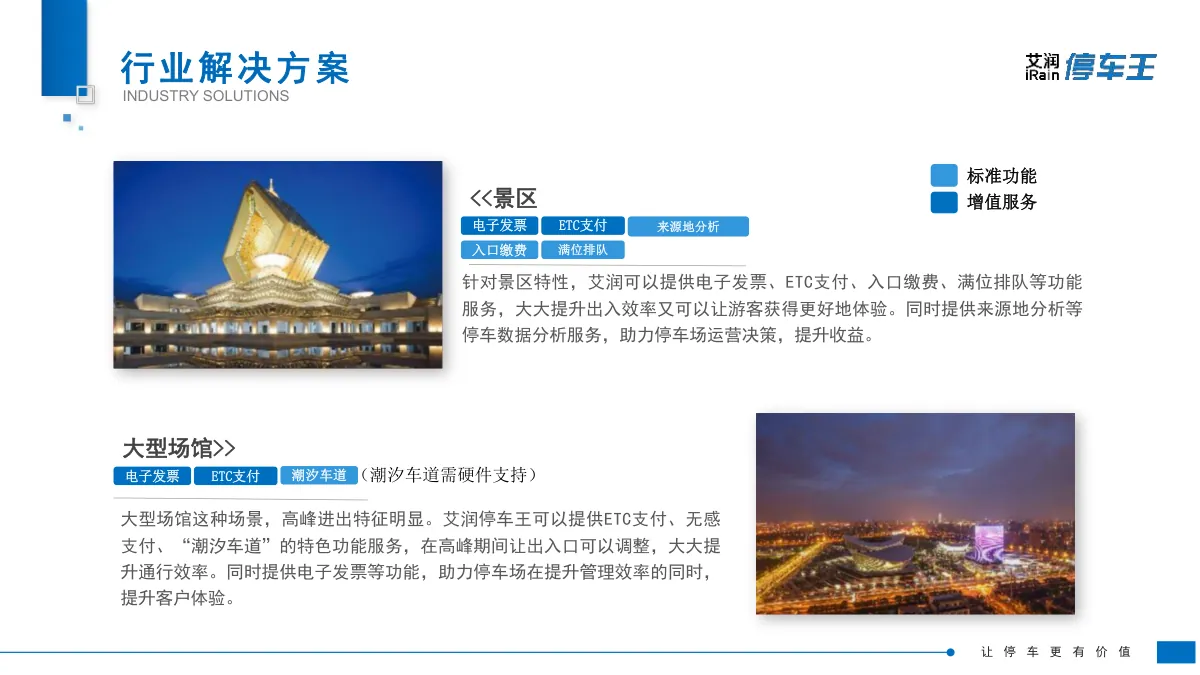 行业解决方案
INDUSTRY SOLUTIONS
艾润
iRain
停车王
标准功能
增值服务
<<景区
电子发票 ETC支付 来源地分析
入口缴费 满位排队
针对景区特性，艾润可以提供电子发票、ETC支付、入口缴费、满位排队等功能
服务，大大提升出入效率又可以让游客获得更好地体验。同时提供来源地分析等
停车数据分析服务，助力停车场运营决策，提升收益。
大型场馆>>
电子发票 ETC支付 潮汐车道（潮汐车道需硬件支持）
大型场馆这种场景，高峰进出特征明显。艾润停车王可以提供ETC支付、无感
支付、“潮汐车道”的特色功能服务，在高峰期间让出入口可以调整，大大提
升通行效率。同时提供电子发票等功能，助力停车场在提升管理效率的同时，
提升客户体验。
让停车更有价值